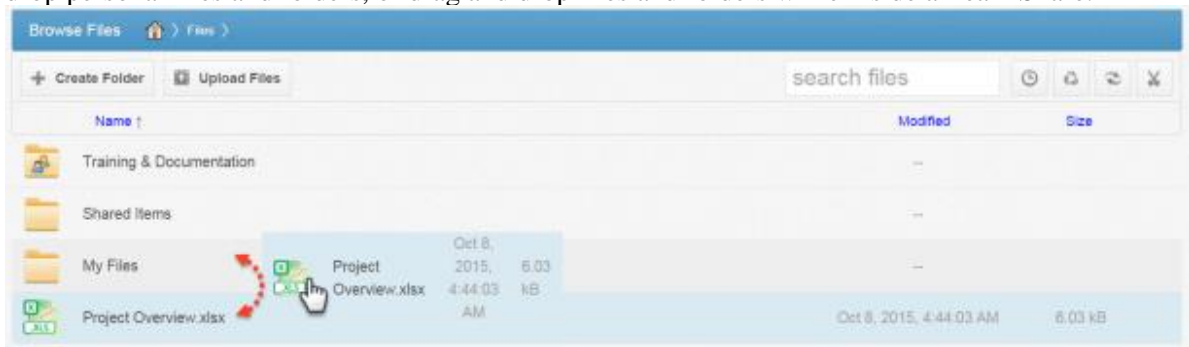 Browse Files Files
Create Folder Upload Files search files
Name ↑ Modified Size
Training & Documentation --
Shared Items --
My Files --
Project Overview.xlsx
Oct 8, 2015, 4:44:03 AM
6.03 kB
Project Overview.xlsx Oct 8, 2015, 4:44:03 AM 6.03 kB